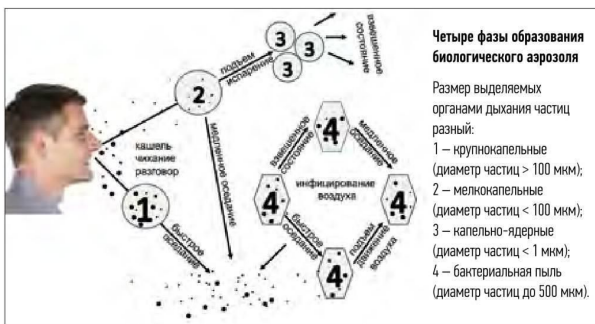 Четыре фазы образования
биологического аэрозоля
Размер выделяемых
органами дыхания частиц
разный:
1 – крупнокапельные
(диаметр частиц > 100 мкм);
2 – мелкокапельные
(диаметр частиц < 100 мкм);
3 – капельно-ядерные
(диаметр частиц < 1 мкм);
4 – бактериальная пыль
(диаметр частиц до 500 мкм).
кашель
чихание
разговор
1
быстрое
оседание
2
подъем
испарение
медленное оседание
3
3
3
взвешенное
состояние
4
взвешенное
состояние
4
медленное
оседание
инфицирование
воздуха
быстрое
оседание
4
подъем
движение
воздуха
4